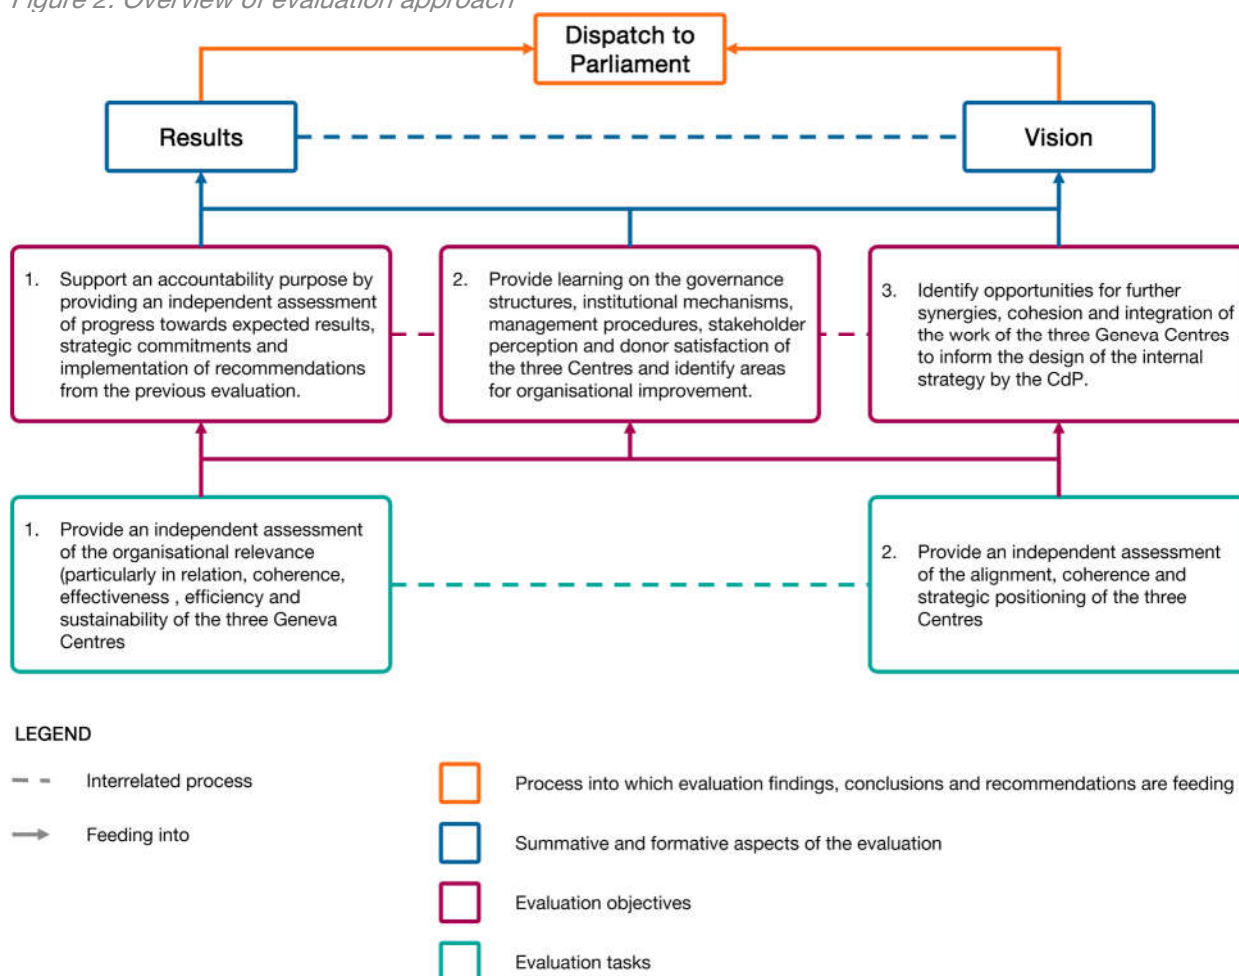 Figure 2: Overview of evaluation approach
Dispatch to
Parliament
Results
Vision
1. Support an accountability purpose by
providing an independent assessment
of progress towards expected results,
strategic commitments and
implementation of recommendations
from the previous evaluation.
2. Provide learning on the governance
structures, institutional mechanisms,
management procedures, stakeholder
perception and donor satisfaction of
the three Centres and identify areas
for organisational improvement.
3. Identify opportunities for further
synergies, cohesion and integration of
the work of the three Geneva Centres
to inform the design of the internal
strategy by the CdP.
1. Provide an independent assessment
of the organisational relevance
(particularly in relation, coherence,
effectiveness , efficiency and
sustainability of the three Geneva
Centres
2. Provide an independent assessment
of the alignment, coherence and
strategic positioning of the three
Centres
LEGEND
Interrelated process
Feeding into
Process into which evaluation findings, conclusions and recommendations are feeding
Summative and formative aspects of the evaluation
Evaluation objectives
Evaluation tasks